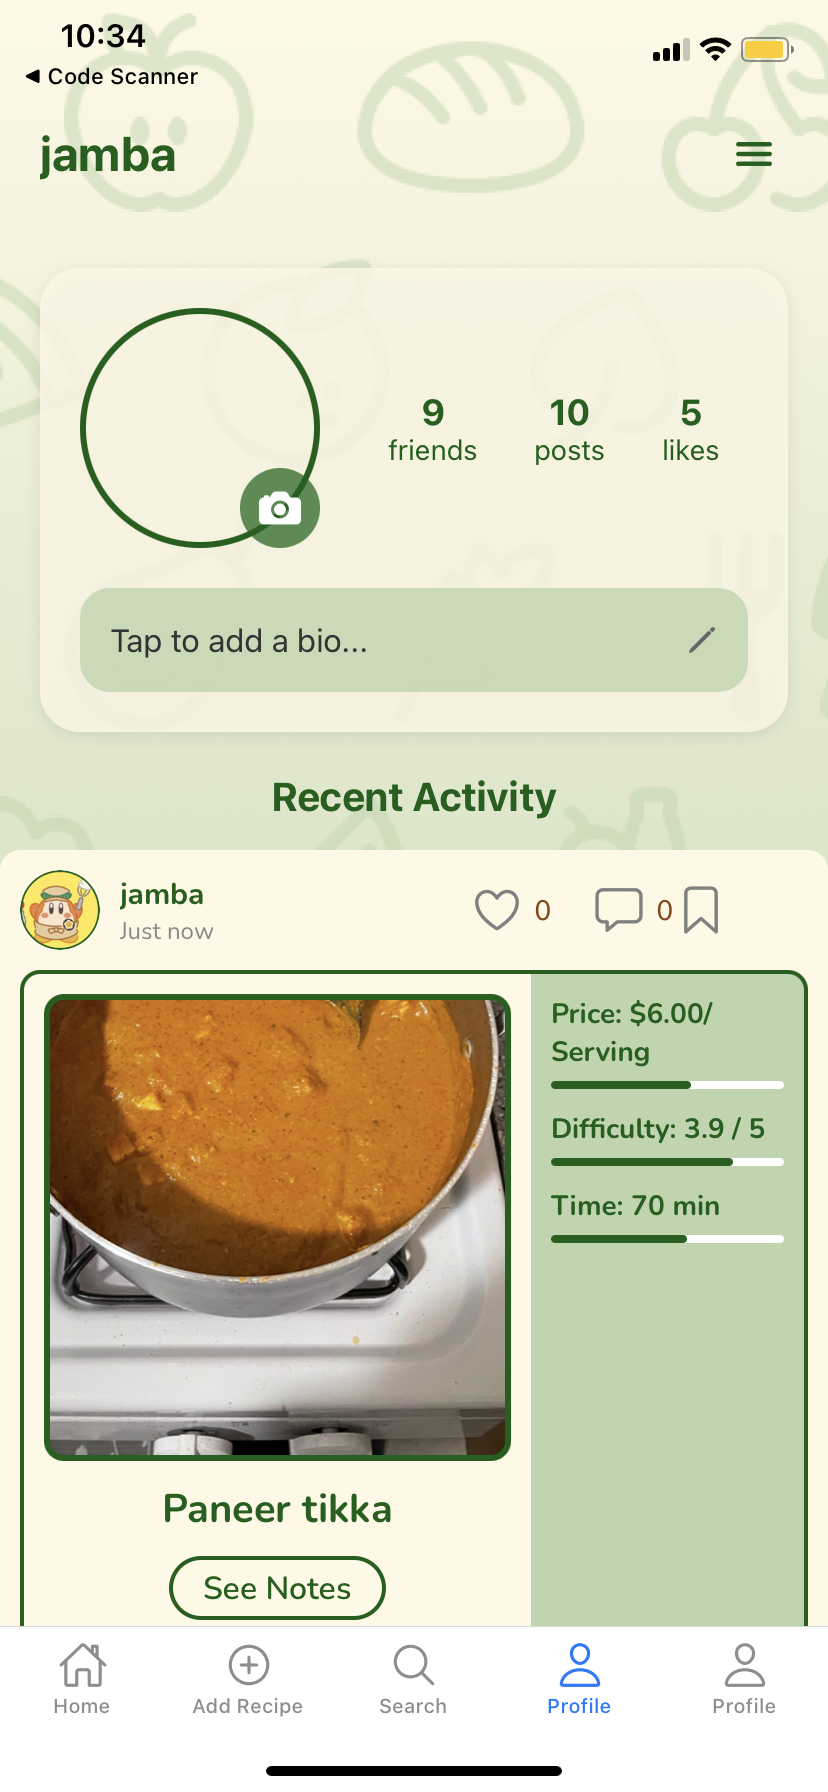 10:34
◀ Code Scanner
jamba
9
friends
10
posts
5
likes
Tap to add a bio...
Recent Activity
jamba
Just now
0
0
Price: $6.00/
Serving
Difficulty: 3.9 / 5
Time: 70 min
Paneer tikka
See Notes
Home
Add Recipe
Search
Profile
Profile